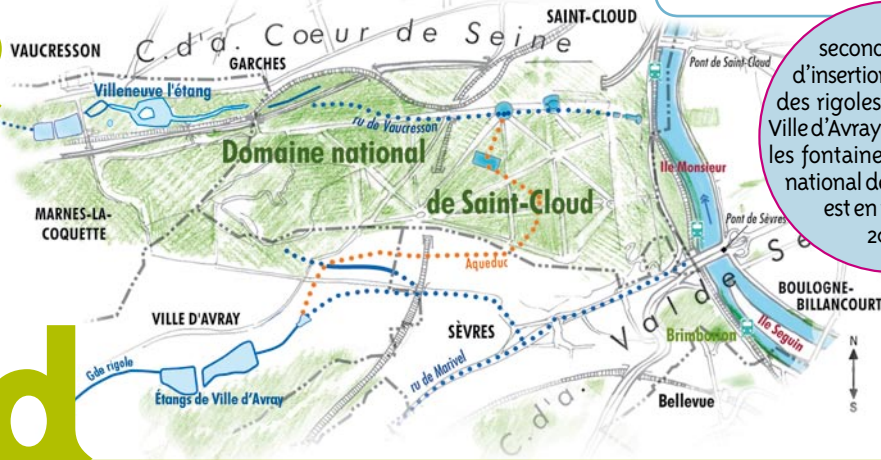 SAINT-CLOUD
VAUCRESSON
C.d'a. Coeur de Seine
GARCHES
Pont de Saint-Cloud
Villeneuve l'étang
ru de Vaucresson
Domaine national
de Saint-Cloud
Ile Monsieur
MARNES-LA-
COQUETTE
Pont de Sèvres
Aqueduc
VILLE D'AVRAY
SÈVRES
BOULOGNE-
BILLANCOURT
Brimborion
Ile Seguin
Gde rigole
ru de Marivel
Étangs de Ville d'Avray
Bellevue
C.d'a. Val de Se
N
S
d
second
d'insertion
des rigoles
Ville d'Avray
les fontaine
national de
est en
20